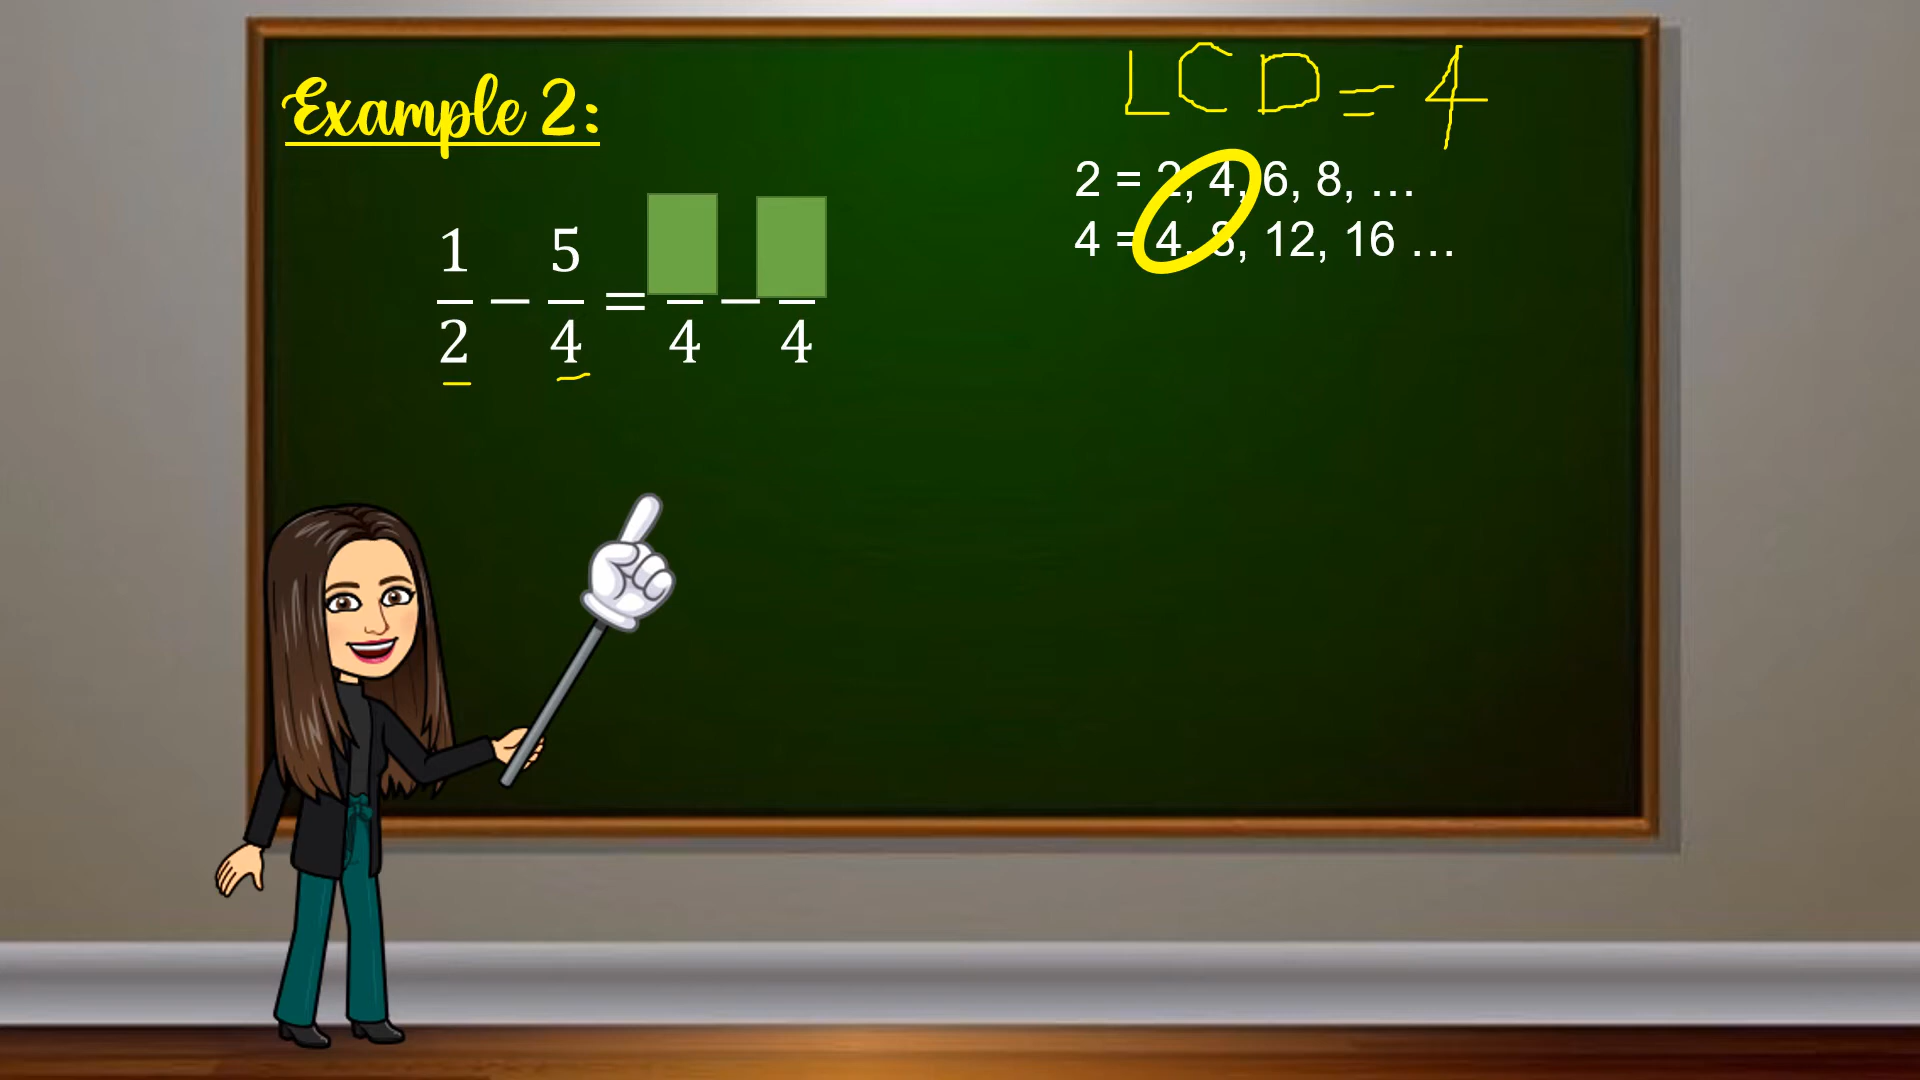 Example 2:
LCD = 4
2 = 2, 4, 6, 8, …
4 = 4, 8, 12, 16 …
1/2 − 5/4 = /4 − /4